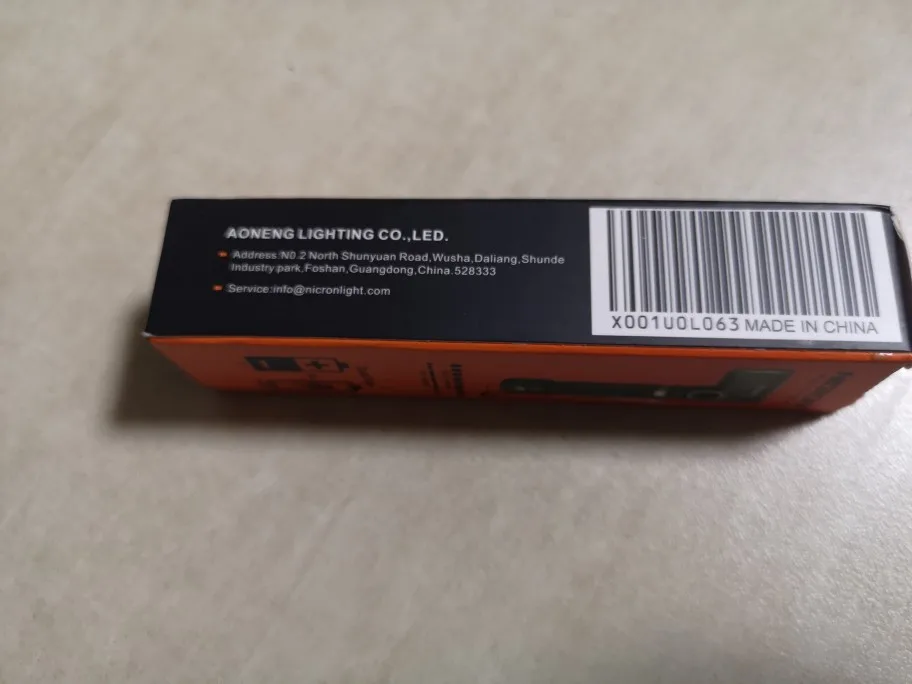 AONENG LIGHTING CO.,LED.
Address:N0.2 North Shunyuan Road,Wusha,Daliang,Shunde
Industry park,Foshan,Guangdong,China.528333
Service:info@nicronlight.com
X001U0L063 MADE IN CHINA